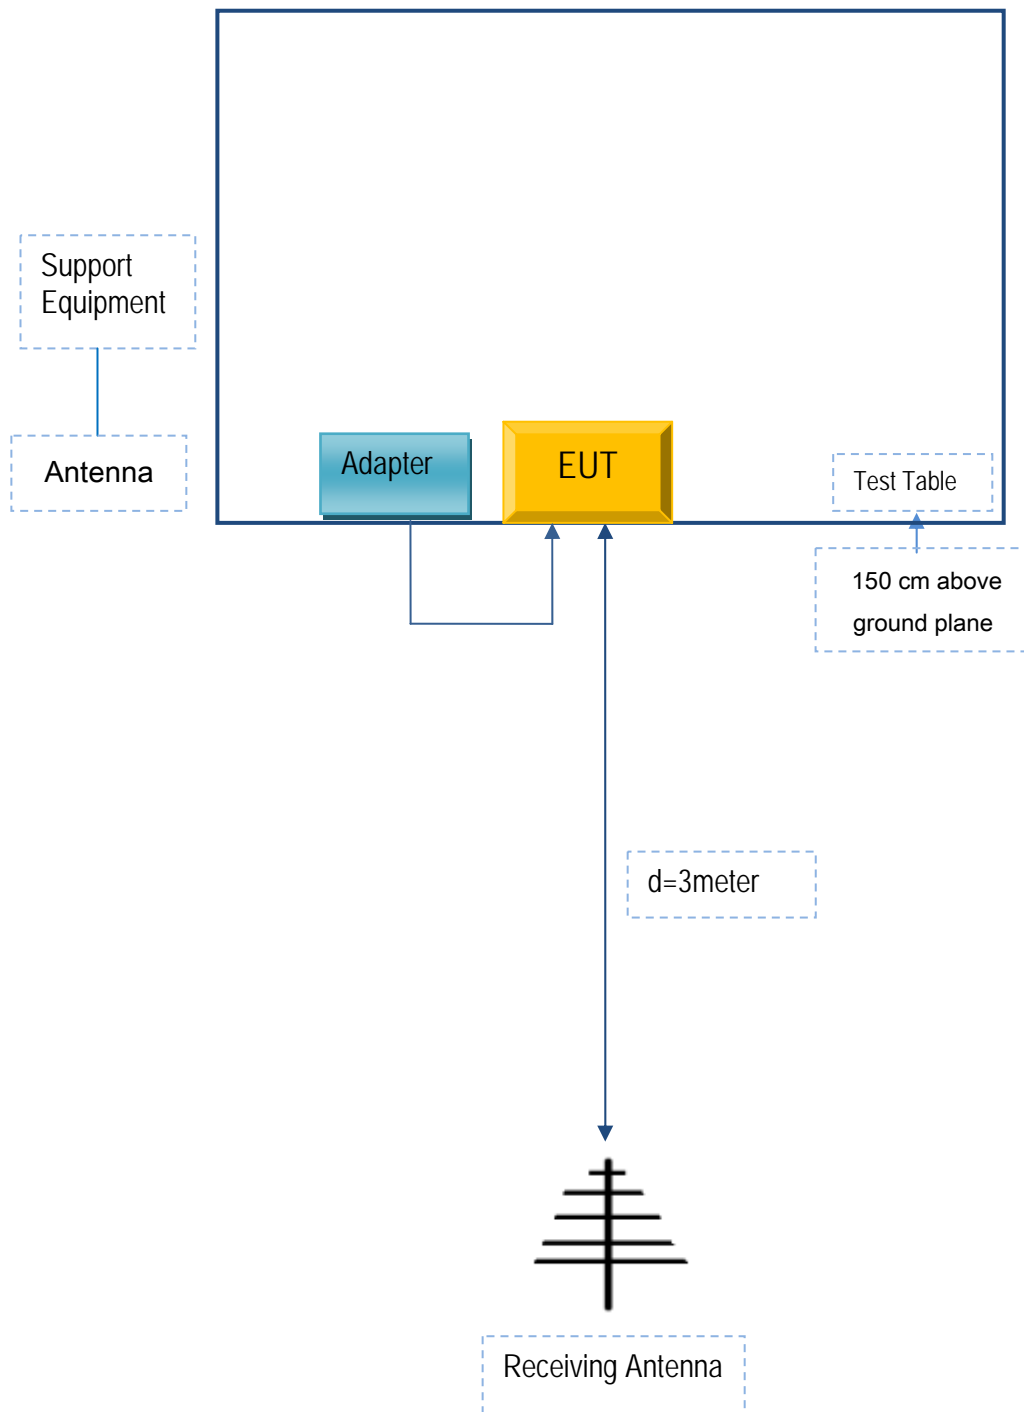 Support
Equipment
Antenna
Adapter
EUT
Test Table
150 cm above
ground plane
d=3meter
Receiving Antenna